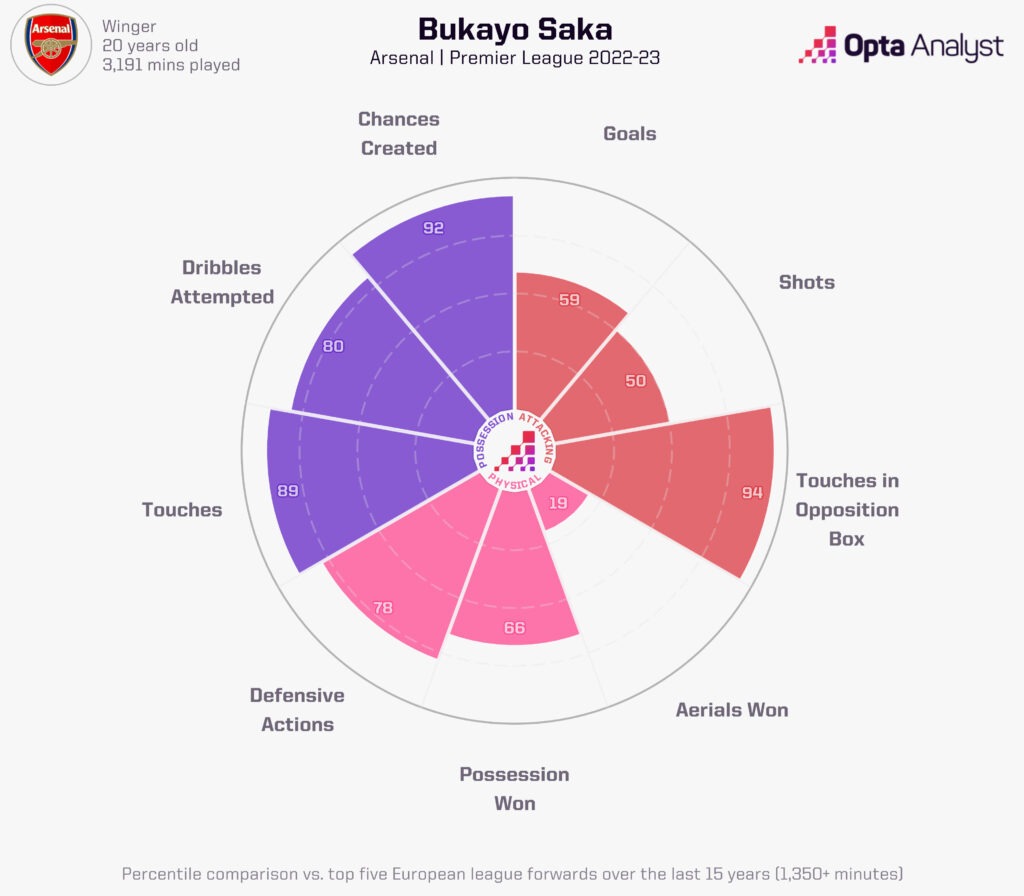 Arsenal
Winger
20 years old
3,191 mins played
Bukayo Saka
Arsenal | Premier League 2022-23
Opta Analyst
Chances
Created
Goals
Dribbles
Attempted
Shots
92
59
80
50
POSSESSION
ATTACKING
PHYSICAL
Touches
89
94
Touches in
Opposition
Box
19
78
66
Defensive
Actions
Aerials Won
Possession
Won
Percentile comparison vs. top five European league forwards over the last 15 years (1,350+ minutes)